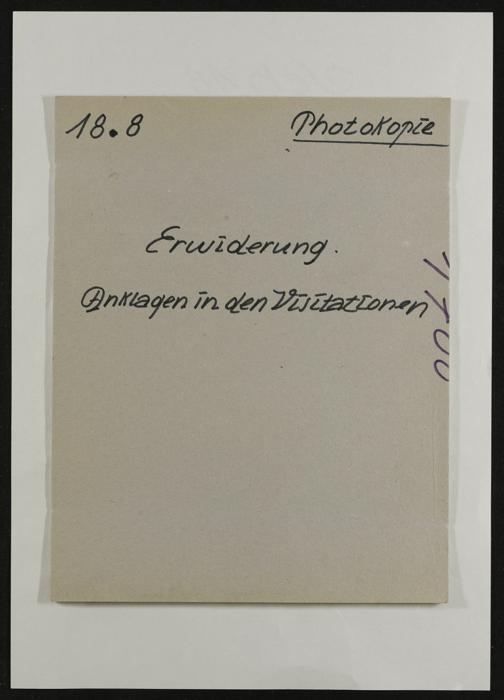 18.8
Photokopie
Erwiderung.
Anklagen in den Visitationen